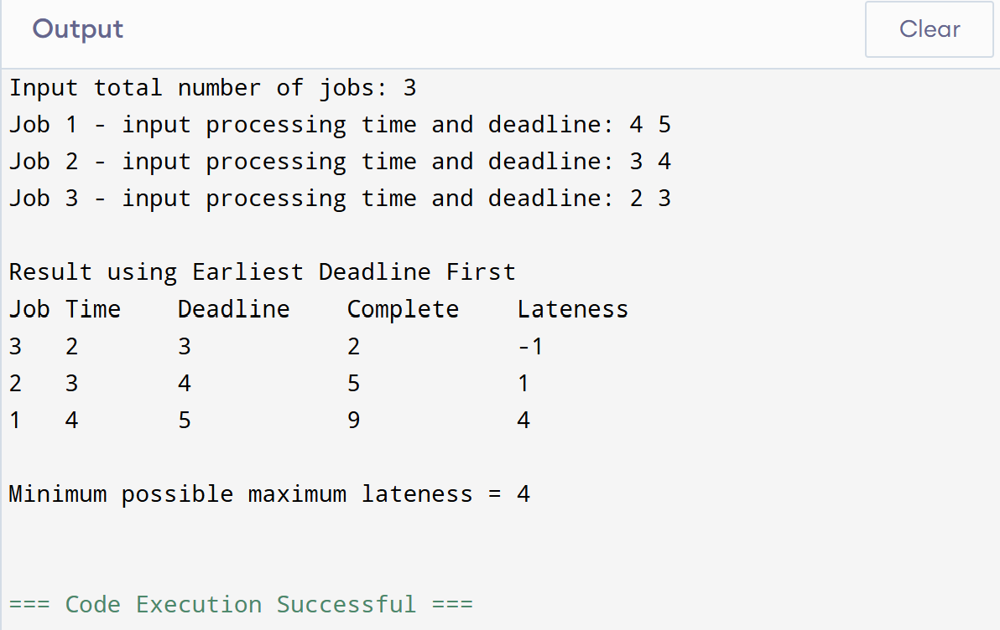 Output
Clear
Input total number of jobs: 3
Job 1 - input processing time and deadline: 4 5
Job 2 - input processing time and deadline: 3 4
Job 3 - input processing time and deadline: 2 3
Result using Earliest Deadline First
Job Time    Deadline    Complete    Lateness
3   2       3           2           -1
2   3       4           5           1
1   4       5           9           4
Minimum possible maximum lateness = 4
=== Code Execution Successful ===